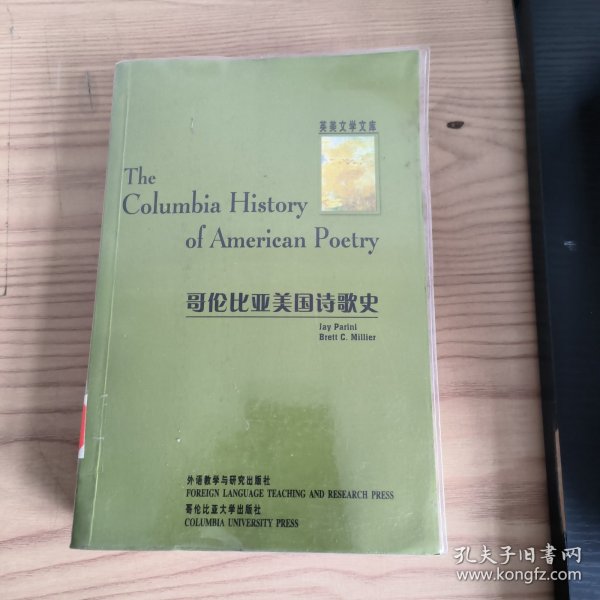 英美文学文库
The
Columbia History
of American Poetry
哥伦比亚美国诗歌史
Jay Parini
Brett C. Millier
外语教学与研究出版社
FOREIGN LANGUAGE TEACHING AND RESEARCH PRESS
哥伦比亚大学出版社
COLUMBIA UNIVERSITY PRESS
孔夫子旧书网
www.kongfz.com